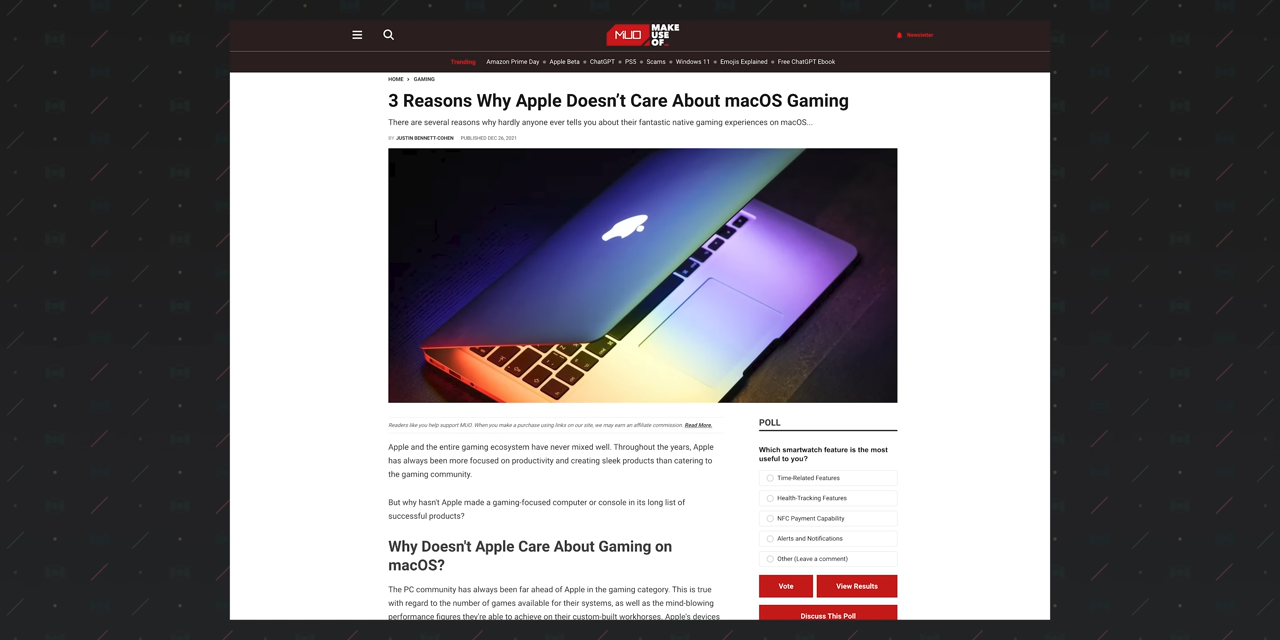 MUO MAKE
USE
OF
Newsletter
Trending Amazon Prime Day Apple Beta ChatGPT PS5 Scams Windows 11 Emojis Explained Free ChatGPT Ebook
HOME > GAMING
3 Reasons Why Apple Doesn’t Care About macOS Gaming
There are several reasons why hardly anyone ever tells you about their fantastic native gaming experiences on macOS...
BY JUSTIN BENNETT-COHEN PUBLISHED DEC 26, 2021
Readers like you help support MUO. When you make a purchase using links on our site, we may earn an affiliate commission. Read More.
Apple and the entire gaming ecosystem have never mixed well. Throughout the years, Apple
has always been more focused on productivity and creating sleek products than catering to
the gaming community.
But why hasn't Apple made a gaming-focused computer or console in its long list of
successful products?
Why Doesn't Apple Care About Gaming on
macOS?
The PC community has always been far ahead of Apple in the gaming category. This is true
with regard to the number of games available for their systems, as well as the mind-blowing
performance figures they're able to achieve on their custom-built workhorses. Apple's devices
POLL
Which smartwatch feature is the most
useful to you?
Time-Related Features
Health-Tracking Features
NFC Payment Capability
Alerts and Notifications
Other (Leave a comment)
Vote View Results
Discuss This Poll